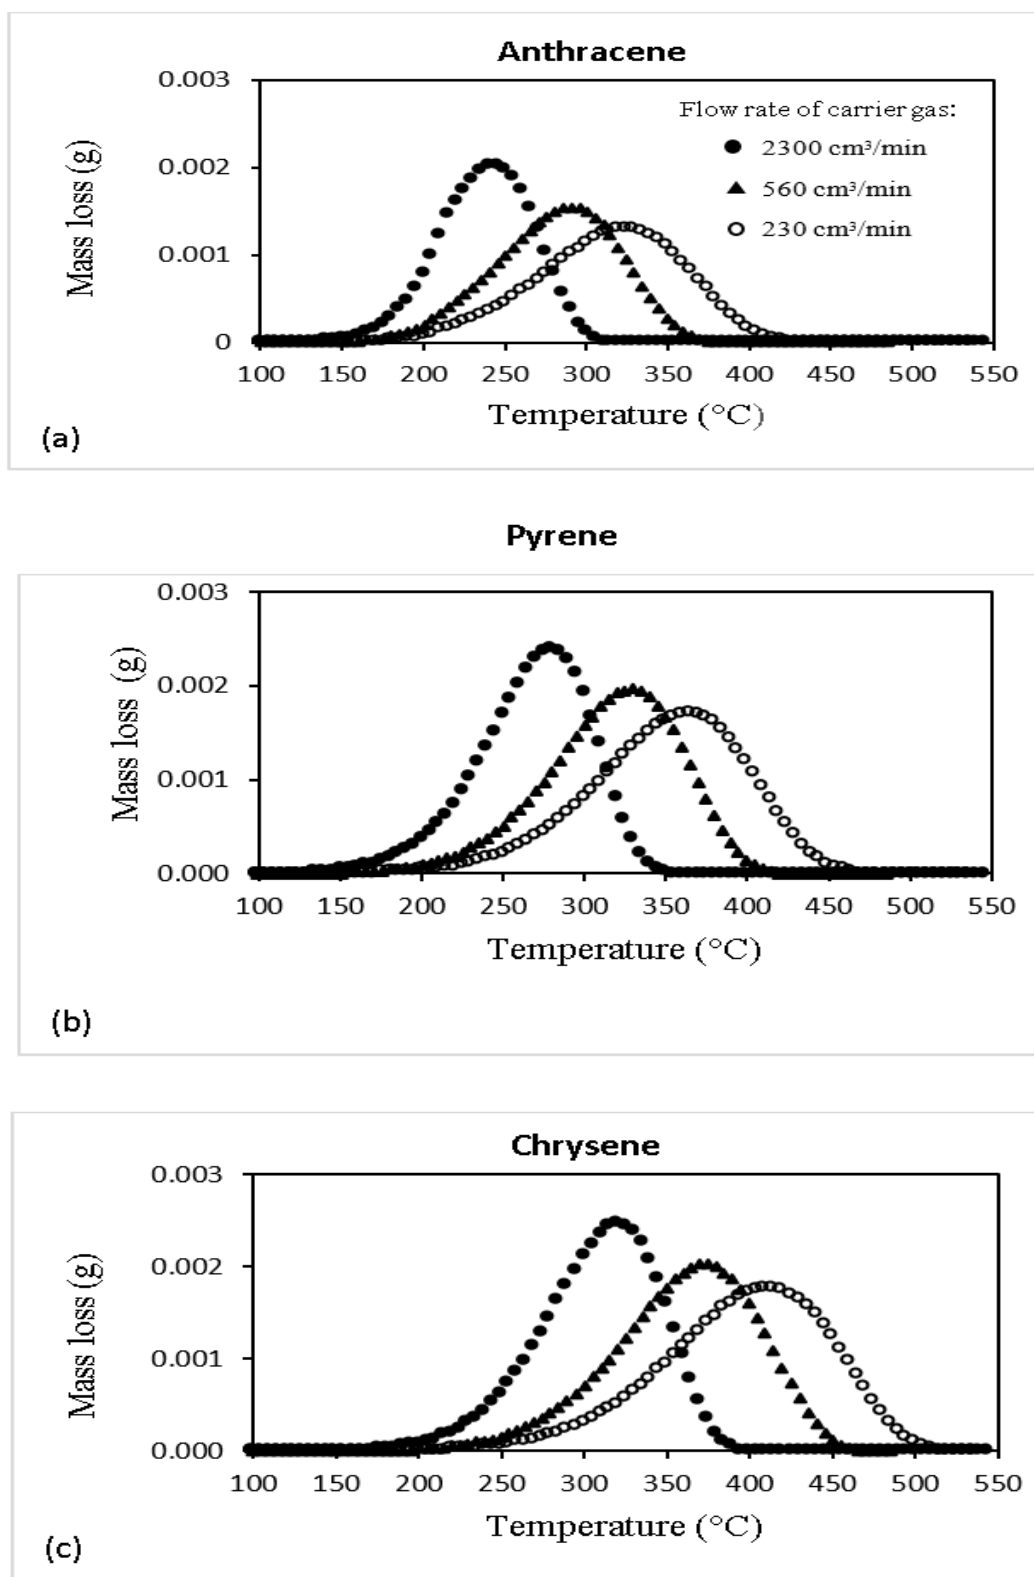 Anthracene
0.003
0.002
0.001
0
Mass loss (g)
Flow rate of carrier gas:
2300 cm³/min
560 cm³/min
230 cm³/min
100 150 200 250 300 350 400 450 500 550
Temperature (°C)
(a)
Pyrene
0.003
0.002
0.001
0.000
Mass loss (g)
100 150 200 250 300 350 400 450 500 550
Temperature (°C)
(b)
Chrysene
0.003
0.002
0.001
0.000
Mass loss (g)
100 150 200 250 300 350 400 450 500 550
Temperature (°C)
(c)